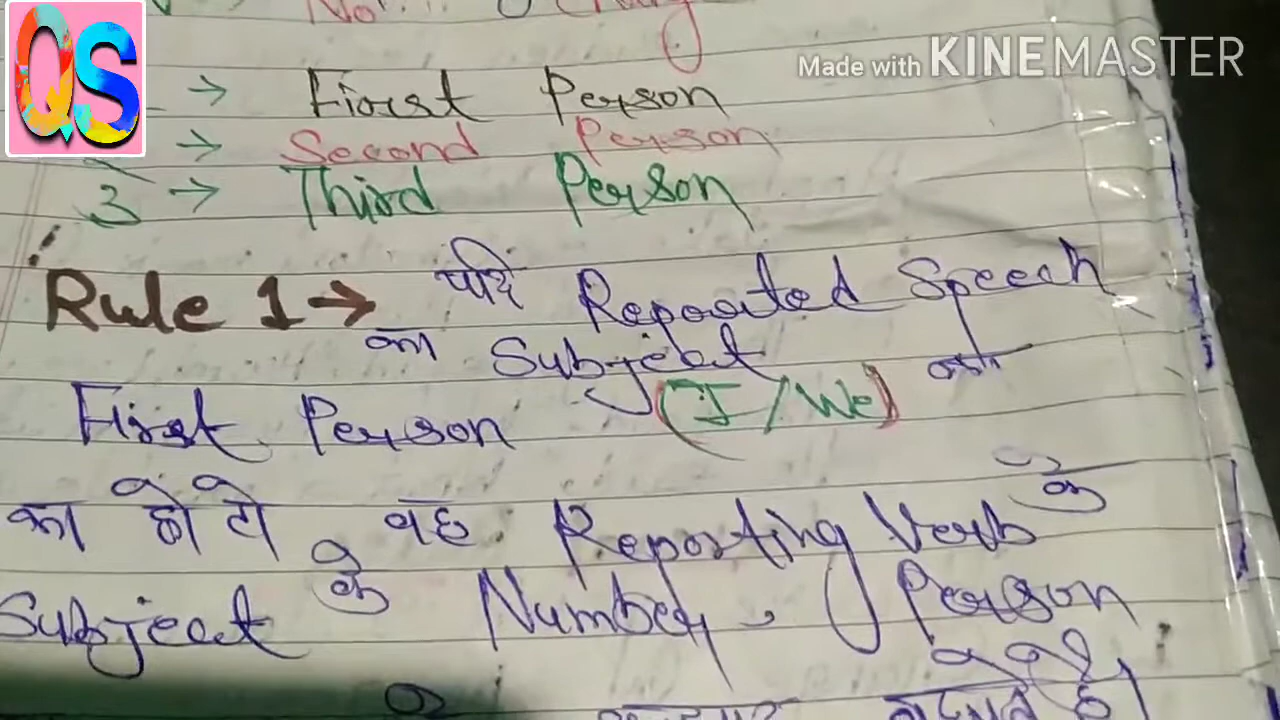 QS
Made with KINEMASTER
No
→ First Person
→ Second Person
3 → Third Person
Rule 1 → यदि Reported Speech
का Subject
First Person (I/We)
का हो तो वह Reporting Verb के
Subject के Number, Person